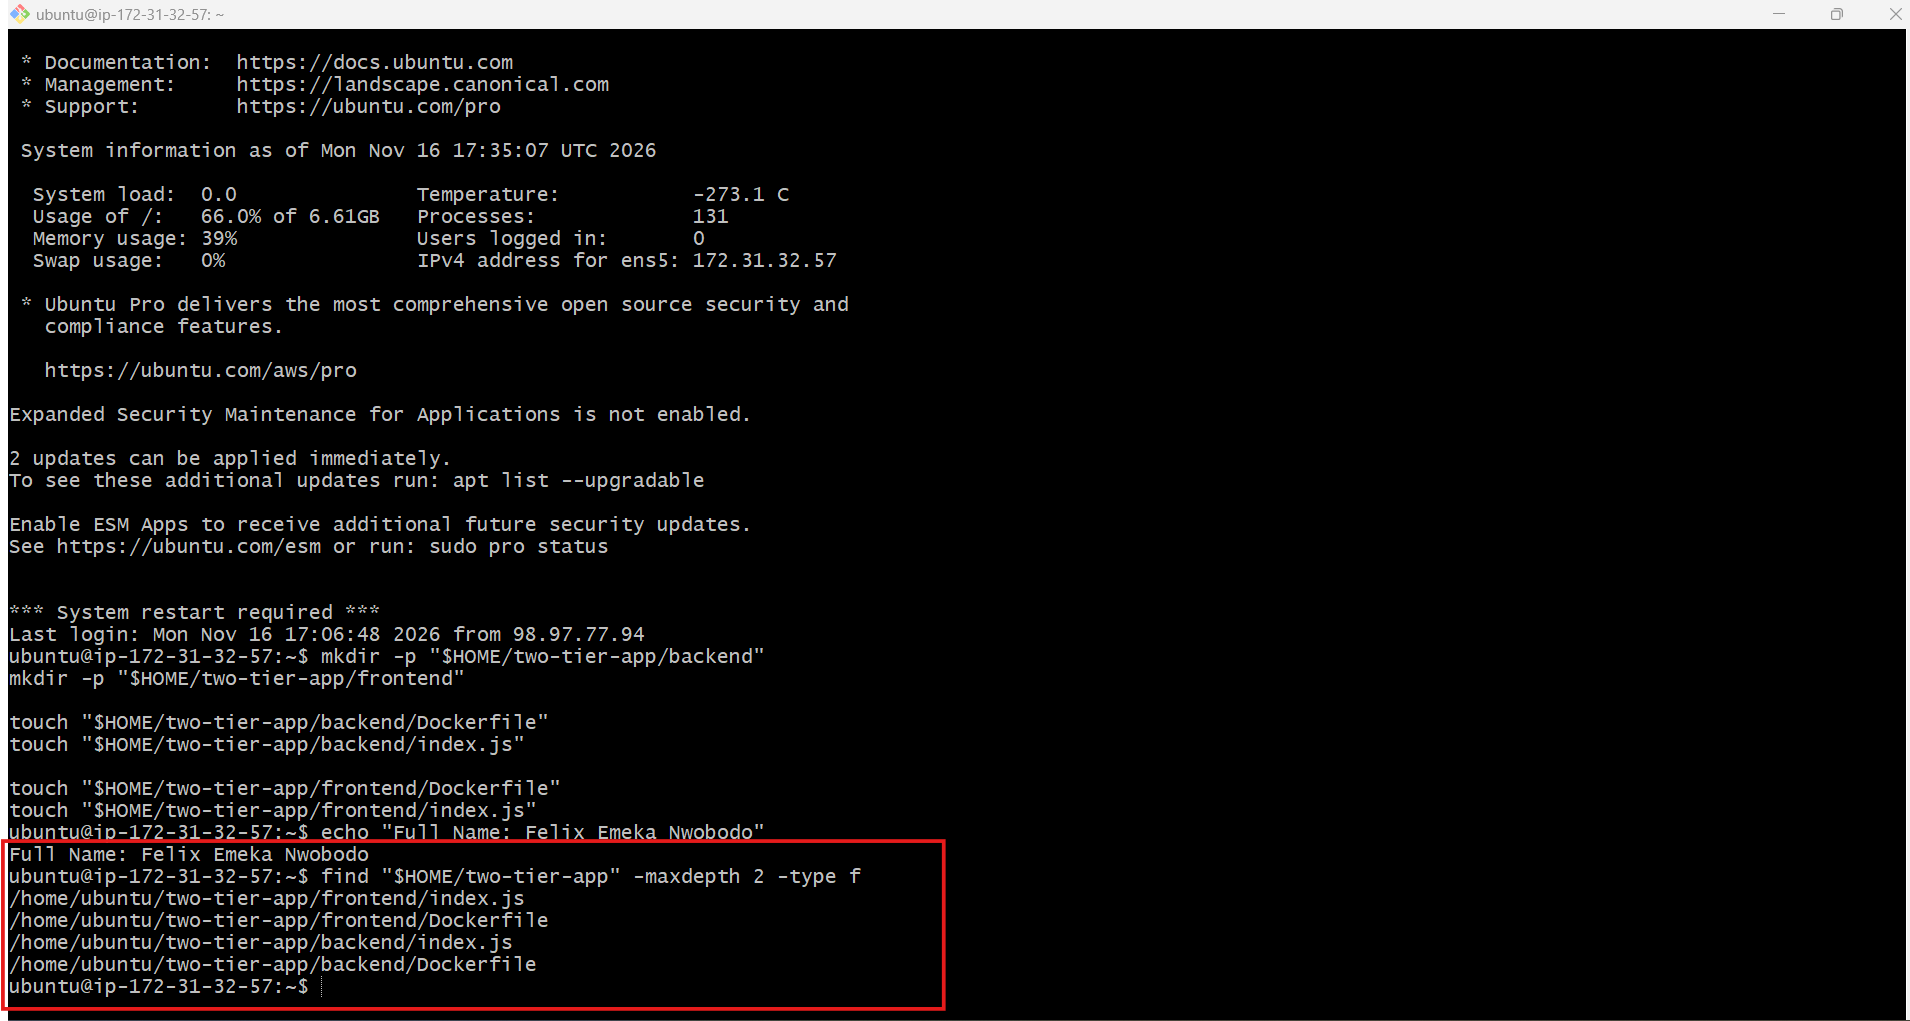 ubuntu@ip-172-31-32-57: ~
* Documentation:  https://docs.ubuntu.com
* Management:     https://landscape.canonical.com
* Support:        https://ubuntu.com/pro
System information as of Mon Nov 16 17:35:07 UTC 2026
System load:  0.0               Temperature:           -273.1 C
Usage of /:   66.0% of 6.61GB   Processes:             131
Memory usage: 39%               Users logged in:       0
Swap usage:   0%                IPv4 address for ens5: 172.31.32.57
* Ubuntu Pro delivers the most comprehensive open source security and
compliance features.
https://ubuntu.com/aws/pro
Expanded Security Maintenance for Applications is not enabled.
2 updates can be applied immediately.
To see these additional updates run: apt list --upgradable
Enable ESM Apps to receive additional future security updates.
See https://ubuntu.com/esm or run: sudo pro status
*** System restart required ***
Last login: Mon Nov 16 17:06:48 2026 from 98.97.77.94
ubuntu@ip-172-31-32-57:~$ mkdir -p "$HOME/two-tier-app/backend"
mkdir -p "$HOME/two-tier-app/frontend"
touch "$HOME/two-tier-app/backend/Dockerfile"
touch "$HOME/two-tier-app/backend/index.js"
touch "$HOME/two-tier-app/frontend/Dockerfile"
touch "$HOME/two-tier-app/frontend/index.js"
ubuntu@ip-172-31-32-57:~$ echo "Full Name: Felix Emeka Nwobodo"
Full Name: Felix Emeka Nwobodo
ubuntu@ip-172-31-32-57:~$ find "$HOME/two-tier-app" -maxdepth 2 -type f
/home/ubuntu/two-tier-app/frontend/index.js
/home/ubuntu/two-tier-app/frontend/Dockerfile
/home/ubuntu/two-tier-app/backend/index.js
/home/ubuntu/two-tier-app/backend/Dockerfile
ubuntu@ip-172-31-32-57:~$